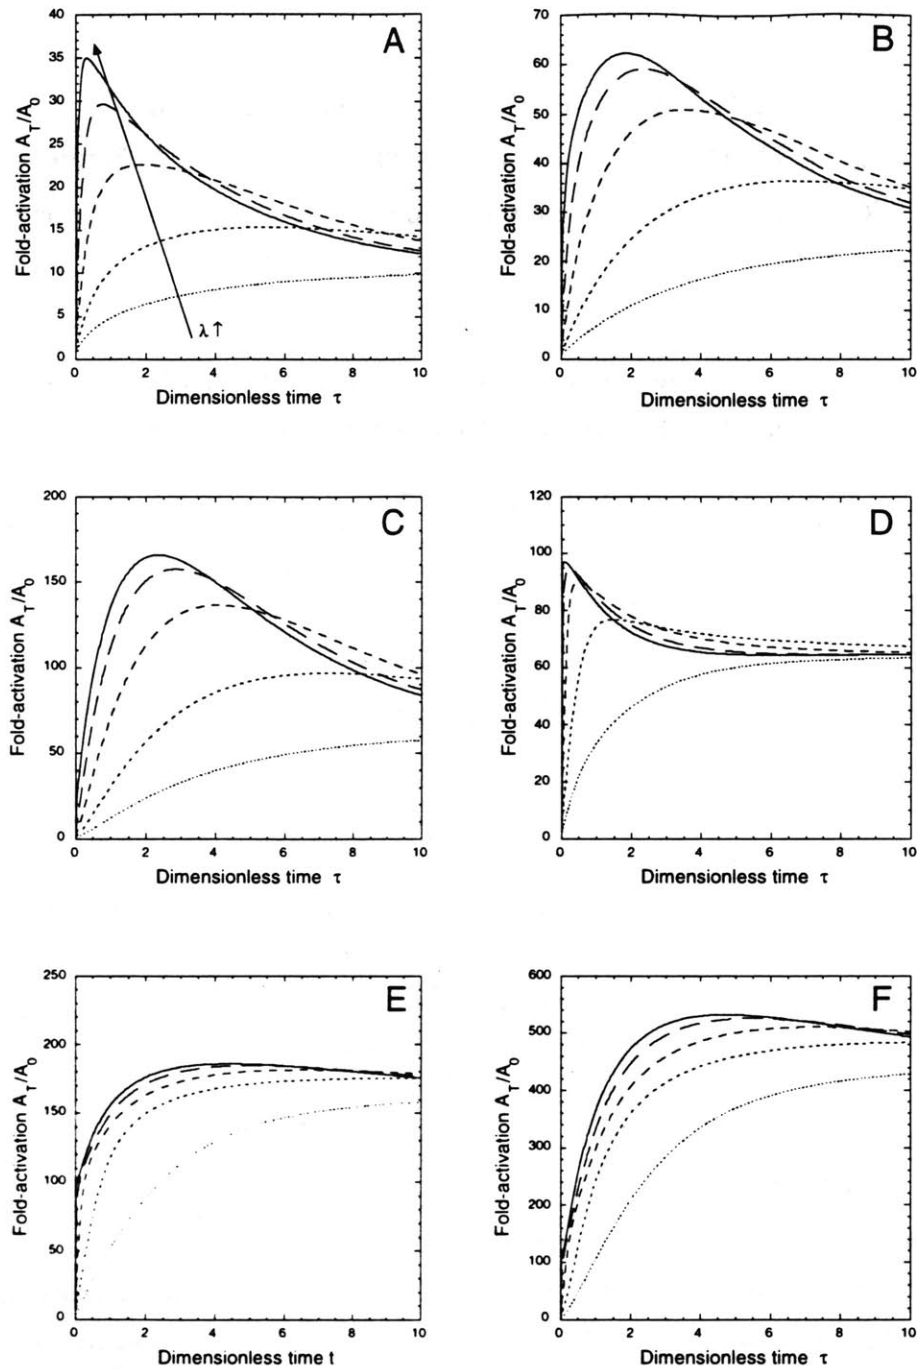 A
Fold-activation A_T/A_0
40
35
30
25
20
15
10
5
0
λ↑
0 2 4 6 8 10
Dimensionless time τ
B
Fold-activation A_T/A_0
70
60
50
40
30
20
10
0
0 2 4 6 8 10
Dimensionless time τ
C
Fold-activation A_T/A_0
200
150
100
50
0
0 2 4 6 8 10
Dimensionless time τ
D
Fold-activation A_T/A_0
120
100
80
60
40
20
0
0 2 4 6 8 10
Dimensionless time τ
E
Fold-activation A_T/A_0
250
200
150
100
50
0
0 2 4 6 8 10
Dimensionless time t
F
Fold-activation A_T/A_0
600
500
400
300
200
100
0
0 2 4 6 8 10
Dimensionless time τ